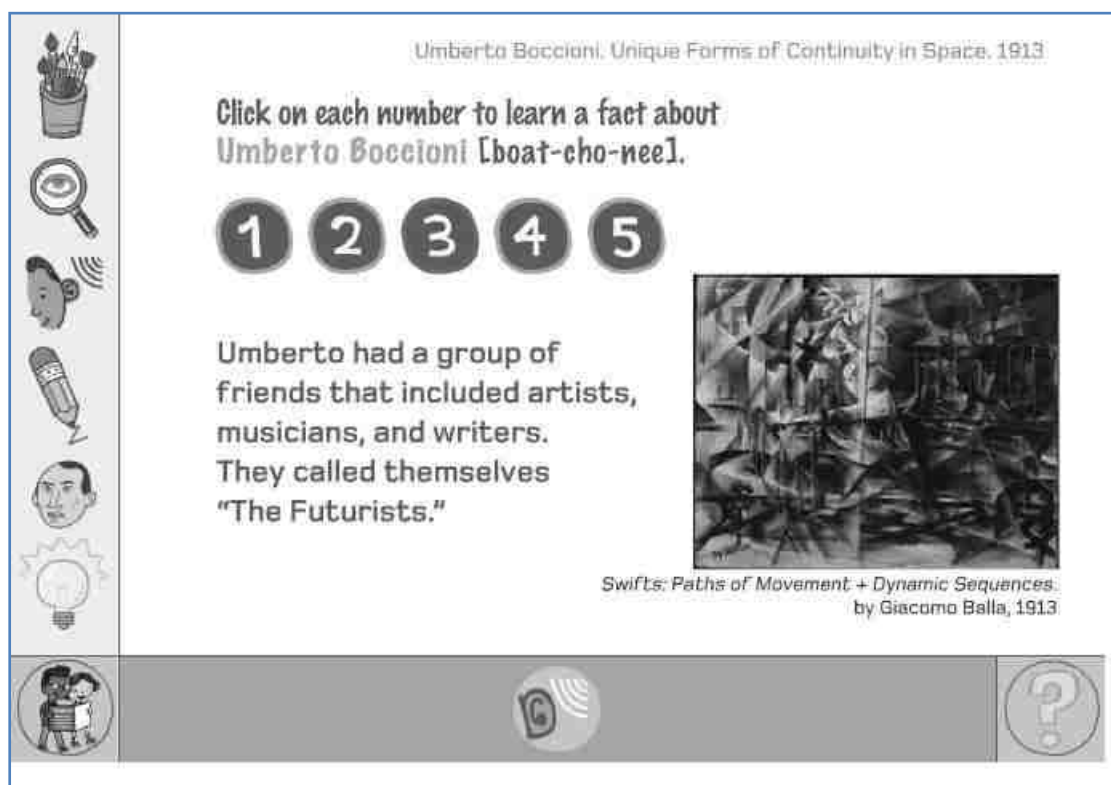 Umberto Boccioni. Unique Forms of Continuity in Space. 1913
Click on each number to learn a fact about
Umberto Boccioni [boat-cho-nee].
1 2 3 4 5
Umberto had a group of
friends that included artists,
musicians, and writers.
They called themselves
"The Futurists."
Swifts: Paths of Movement + Dynamic Sequences.
by Giacomo Balla, 1913
?